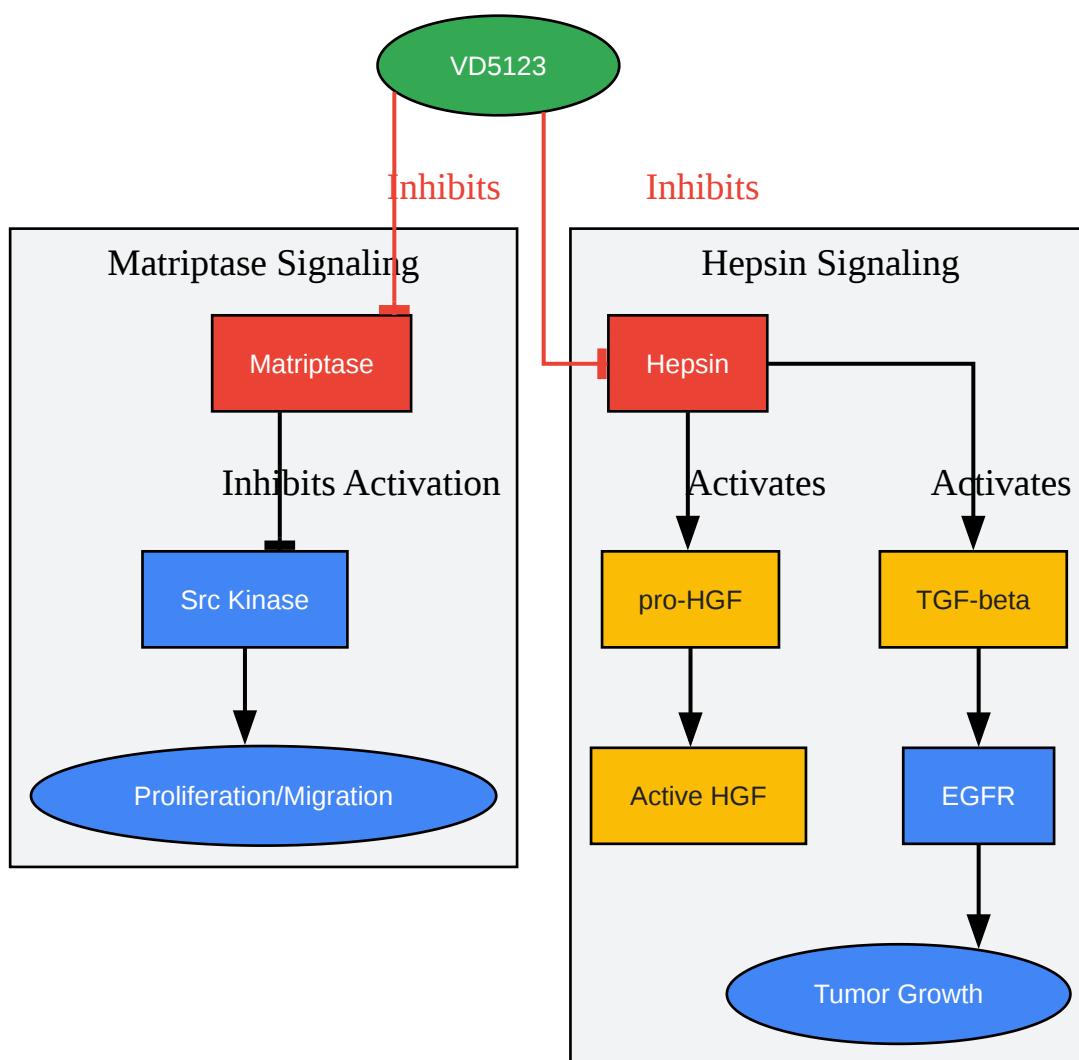 VD5123
Inhibits
Inhibits
Matriptase Signaling
Hepsin Signaling
Matriptase
Hepsin
Inhibits Activation
Activates
Activates
Src Kinase
pro-HGF
TGF-beta
Proliferation/Migration
Active HGF
EGFR
Tumor Growth